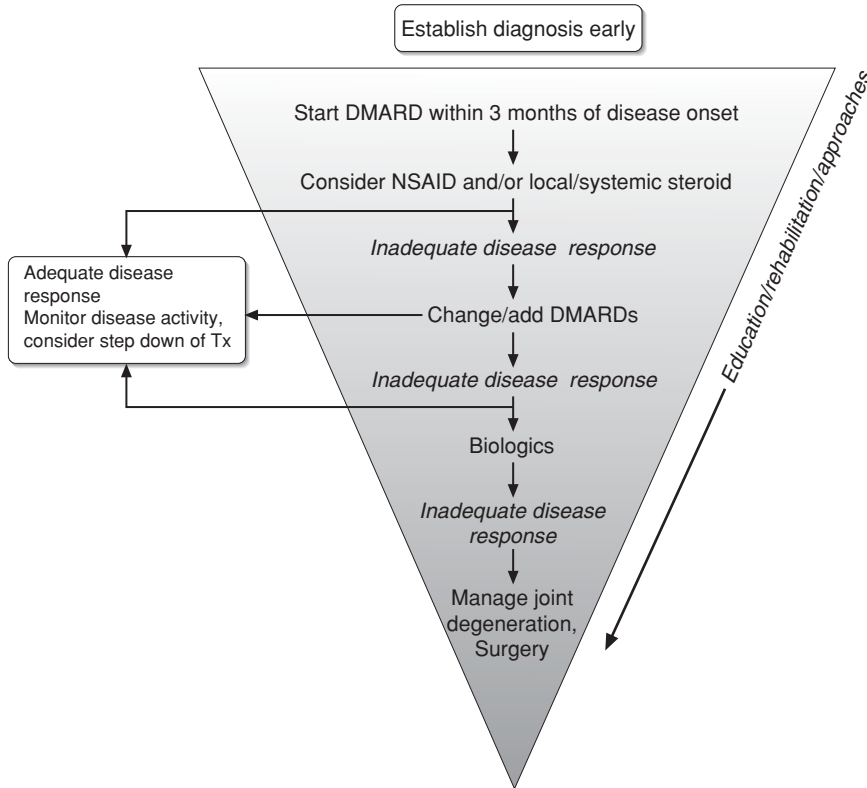 Establish diagnosis early
Start DMARD within 3 months of disease onset
Consider NSAID and/or local/systemic steroid
Inadequate disease response
Adequate disease
response
Monitor disease activity,
consider step down of Tx
Change/add DMARDs
Inadequate disease response
Biologics
Inadequate disease
response
Manage joint
degeneration,
Surgery
Education/rehabilitation/approaches